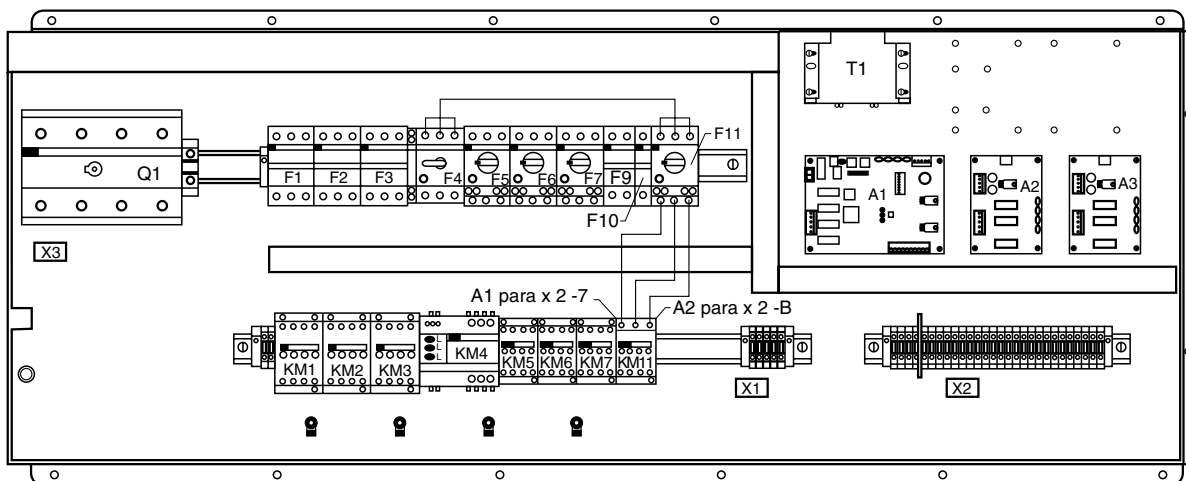 T1
F11
Q1
F1
F2
F3
F4
F5
F6
F7
F9
F10
A1
A2
A3
X3
A1 para x 2 -7
A2 para x 2 -B
KM1
KM2
KM3
L
L
L
KM4
KM5
KM6
KM7
KM11
X1
X2